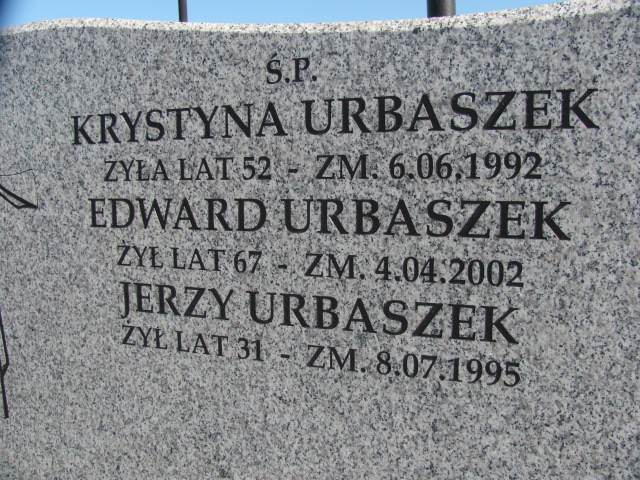 Ś.P.
KRYSTYNA URBASZEK
ŻYŁA LAT 52 - ZM. 6.06.1992
EDWARD URBASZEK
ŻYŁ LAT 67 - ZM. 4.04.2002
JERZY URBASZEK
ŻYŁ LAT 31 - ZM. 8.07.1995